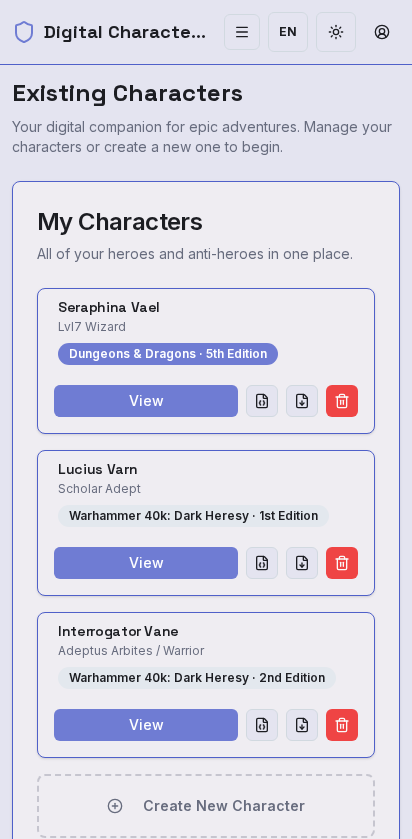 Digital Characte...
EN
Existing Characters
Your digital companion for epic adventures. Manage your
characters or create a new one to begin.
My Characters
All of your heroes and anti-heroes in one place.
Seraphina Vael
Lvl7 Wizard
Dungeons & Dragons · 5th Edition
View
Lucius Varn
Scholar Adept
Warhammer 40k: Dark Heresy · 1st Edition
View
Interrogator Vane
Adeptus Arbites / Warrior
Warhammer 40k: Dark Heresy · 2nd Edition
View
Create New Character